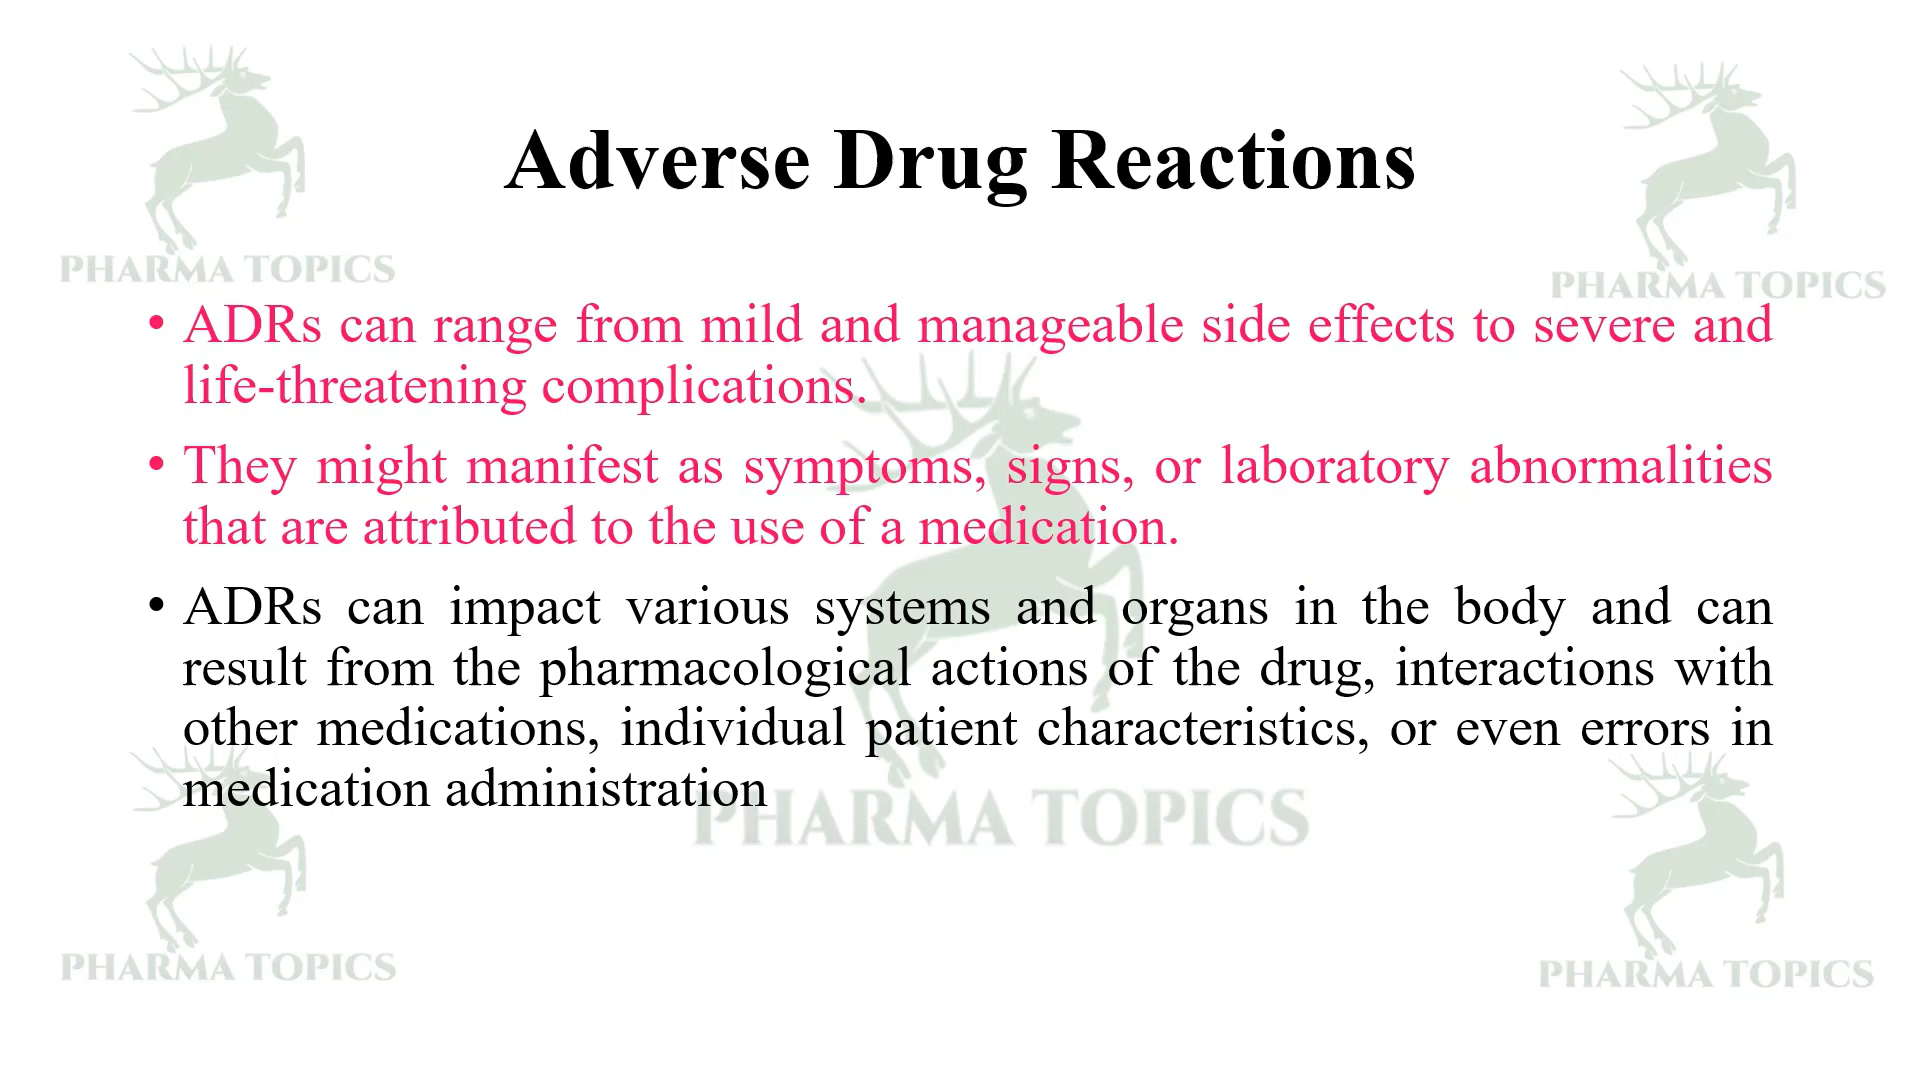 Adverse Drug Reactions
PHARMA TOPICS
PHARMA TOPICS
• ADRs can range from mild and manageable side effects to severe and
life-threatening complications.
• They might manifest as symptoms, signs, or laboratory abnormalities
that are attributed to the use of a medication.
• ADRs can impact various systems and organs in the body and can
result from the pharmacological actions of the drug, interactions with
other medications, individual patient characteristics, or even errors in
medication administration
PHARMA TOPICS
PHARMA TOPICS
PHARMA TOPICS